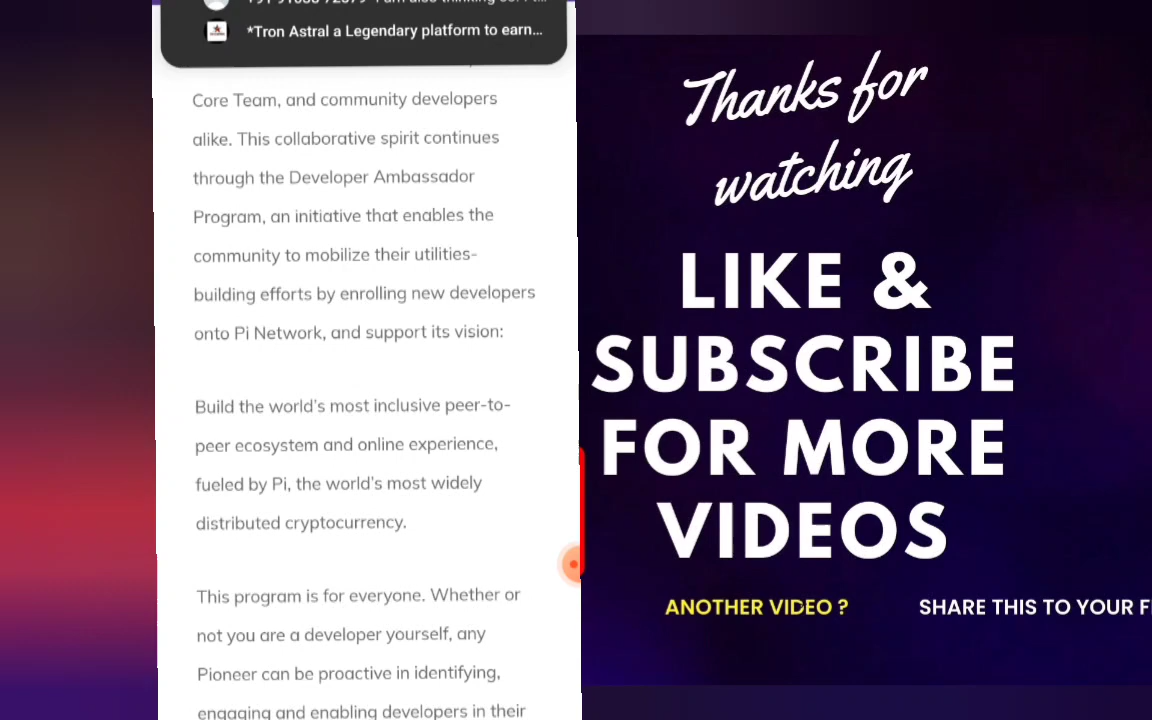 *Tron Astral a Legendary platform to earn...
Core Team, and community developers
alike. This collaborative spirit continues
through the Developer Ambassador
Program, an initiative that enables the
community to mobilize their utilities-
building efforts by enrolling new developers
onto Pi Network, and support its vision:
Build the world's most inclusive peer-to-
peer ecosystem and online experience,
fueled by Pi, the world's most widely
distributed cryptocurrency.
This program is for everyone. Whether or
not you are a developer yourself, any
Pioneer can be proactive in identifying,
engaging and enabling developers in their
Thanks for
watching
LIKE &
SUBSCRIBE
FOR MORE
VIDEOS
ANOTHER VIDEO ?
SHARE THIS TO YOUR